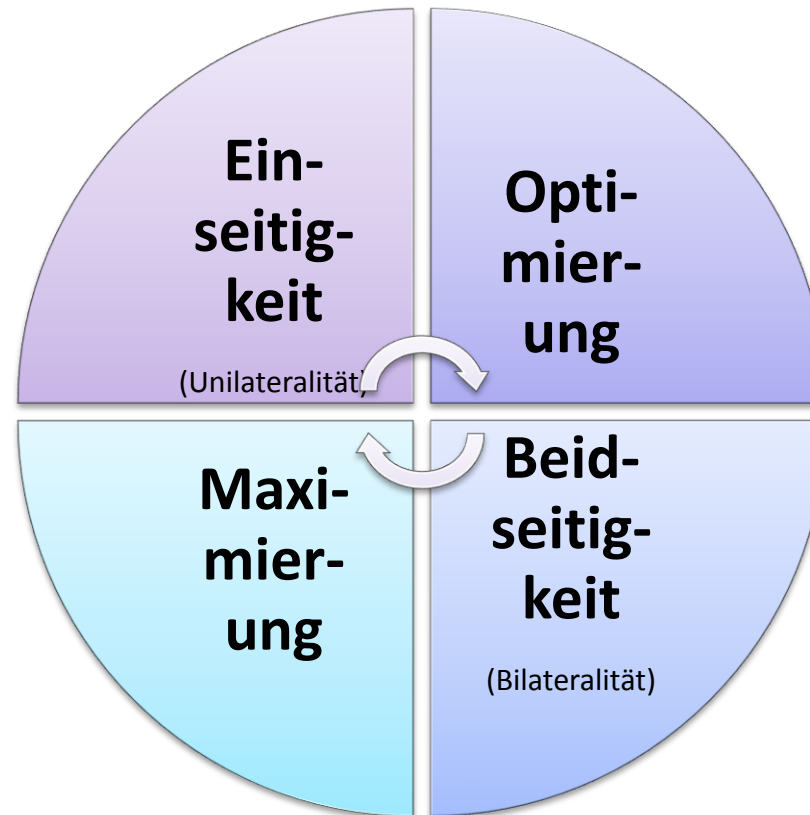 Ein-
seitig-
keit
(Unilateralität)
Opti-
mier-
ung
Maxi-
mier-
ung
Beid-
seitig-
keit
(Bilateralität)